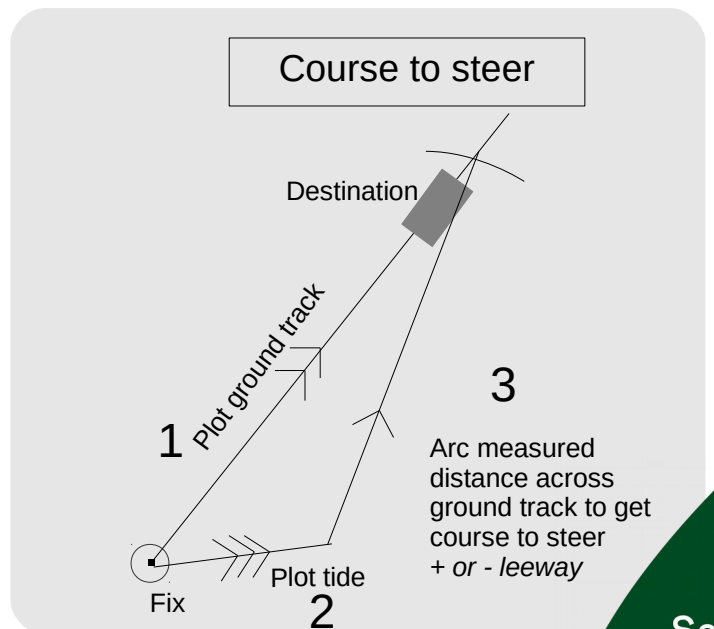 Course to steer
Destination
Plot ground track
1
3
Arc measured
distance across
ground track to get
course to steer
+ or - leeway
Plot tide
Fix
2